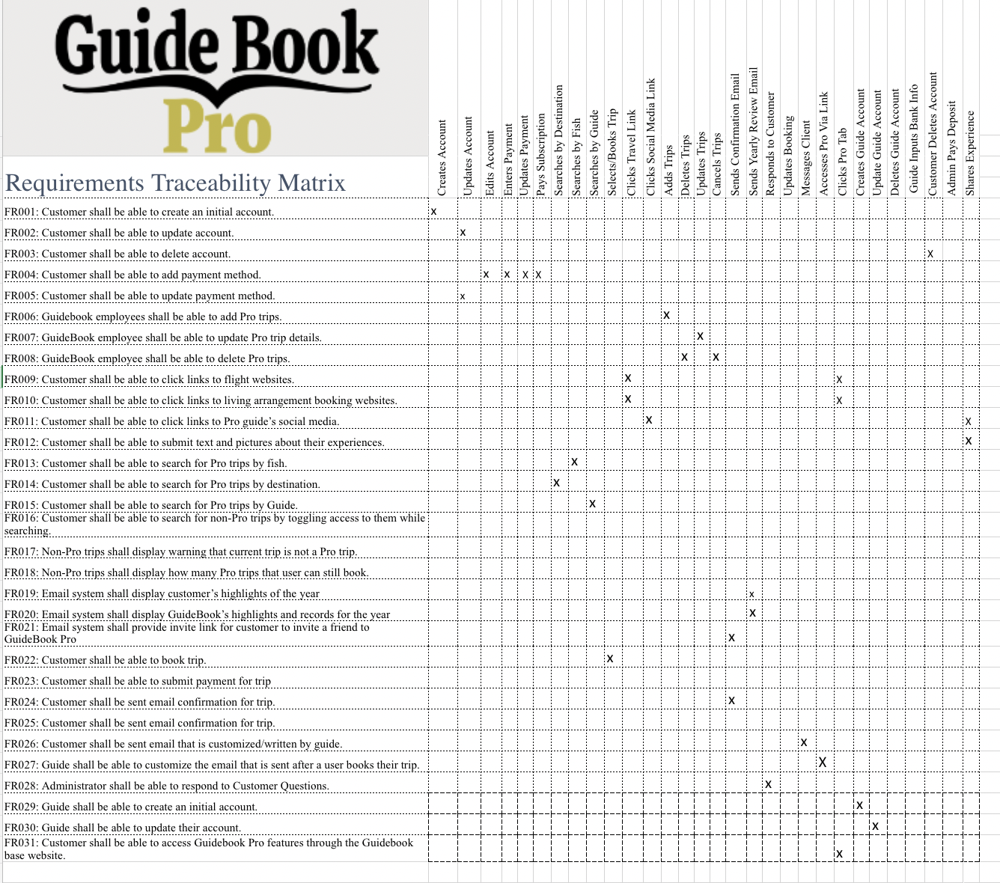 Guide Book
Pro
Requirements Traceability Matrix
Creates Account
Updates Account
Edits Account
Enters Payment
Updates Payment
Pays Subscription
Searches by Destination
Searches by Fish
Searches by Guide
Selects/Books Trip
Clicks Travel Link
Clicks Social Media Link
Adds Trips
Deletes Trips
Updates Trips
Cancels Trips
Sends Confirmation Email
Sends Yearly Review Email
Responds to Customer
Updates Booking
Messages Client
Accesses Pro Via Link
Clicks Pro Tab
Creates Guide Account
Update Guide Account
Deletes Guide Account
Guide Inputs Bank Info
Customer Deletes Account
Admin Pays Deposit
Shares Experience
FR001: Customer shall be able to create an initial account. x
FR002: Customer shall be able to update account. x
FR003: Customer shall be able to delete account. X
FR004: Customer shall be able to add payment method. x x X X
FR005: Customer shall be able to update payment method. x
FR006: Guidebook employees shall be able to add Pro trips. X
FR007: GuideBook employee shall be able to update Pro trip details. X
FR008: GuideBook employee shall be able to delete Pro trips. X X
FR009: Customer shall be able to click links to flight websites. X X
FR010: Customer shall be able to click links to living arrangement booking websites. X X
FR011: Customer shall be able to click links to Pro guide's social media. X X
FR012: Customer shall be able to submit text and pictures about their experiences. X
FR013: Customer shall be able to search for Pro trips by fish. X
FR014: Customer shall be able to search for Pro trips by destination. X
FR015: Customer shall be able to search for Pro trips by Guide. X
FR016: Customer shall be able to search for non-Pro trips by toggling access to them while
searching.
FR017: Non-Pro trips shall display warning that current trip is not a Pro trip.
FR018: Non-Pro trips shall display how many Pro trips that user can still book.
FR019: Email system shall display customer's highlights of the year x
FR020: Email system shall display GuideBook's highlights and records for the year X
FR021: Email system shall provide invite link for customer to invite a friend to
GuideBook Pro X
FR022: Customer shall be able to book trip. X
FR023: Customer shall be able to submit payment for trip
FR024: Customer shall be sent email confirmation for trip. X
FR025: Customer shall be sent email confirmation for trip.
FR026: Customer shall be sent email that is customized/written by guide. X
FR027: Guide shall be able to customize the email that is sent after a user books their trip. X
FR028: Administrator shall be able to respond to Customer Questions. X
FR029: Guide shall be able to create an initial account. X
FR030: Guide shall be able to update their account. X
FR031: Customer shall be able to access Guidebook Pro features through the Guidebook
base website. X